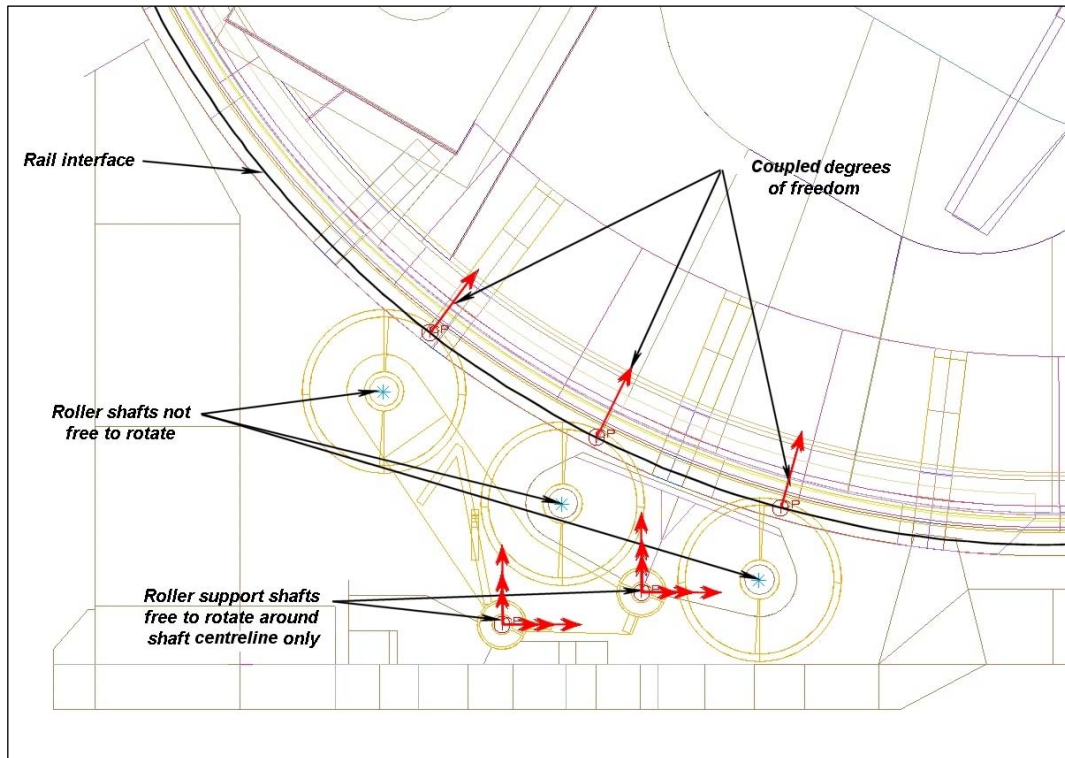 Rail interface
Coupled degrees
of freedom
Roller shafts not
free to rotate
Roller support shafts
free to rotate around
shaft centreline only